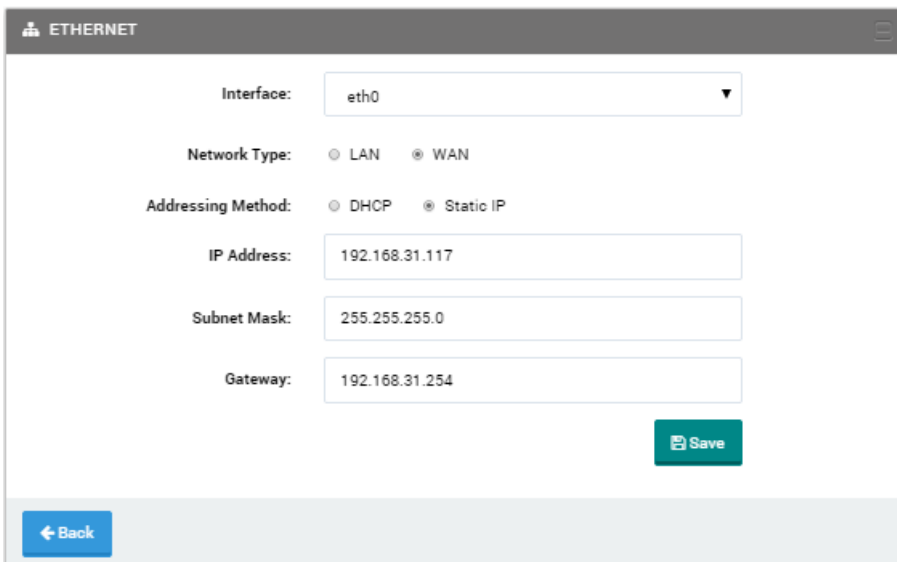 ETHERNET
Interface: eth0
Network Type: LAN WAN
Addressing Method: DHCP Static IP
IP Address: 192.168.31.117
Subnet Mask: 255.255.255.0
Gateway: 192.168.31.254
Save
Back